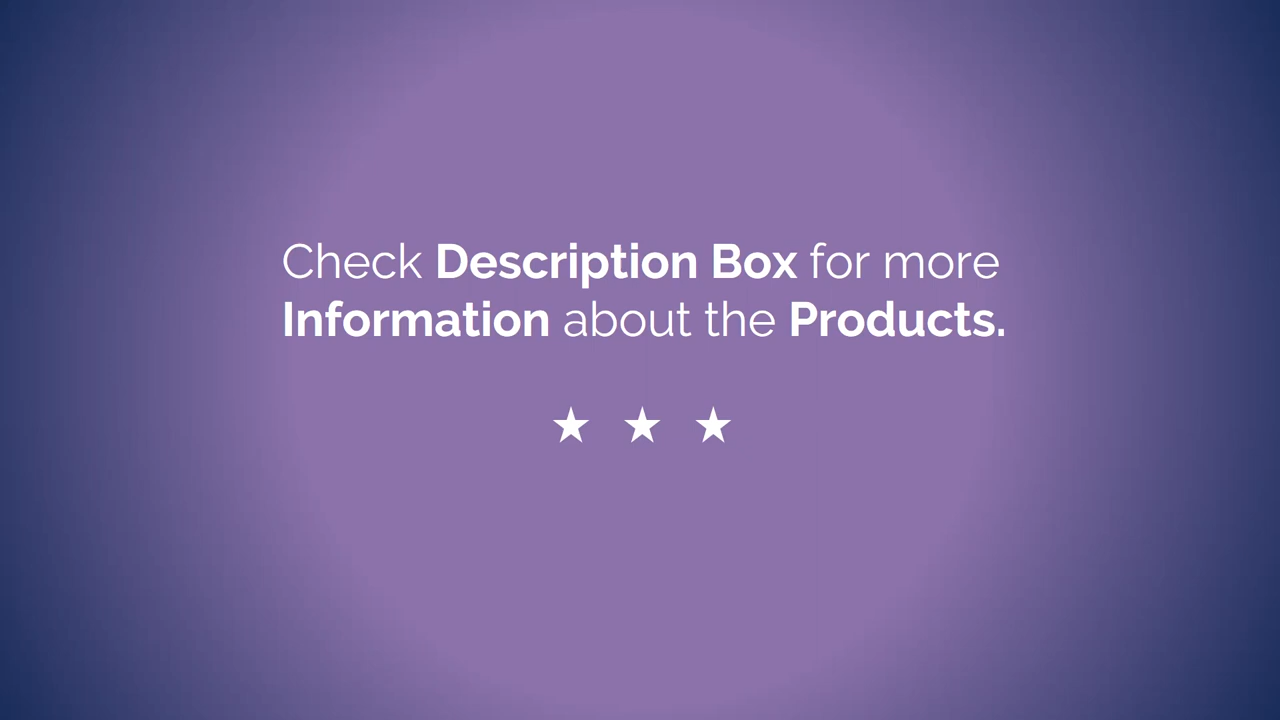 Check Description Box for more
Information about the Products.
★ ★ ★